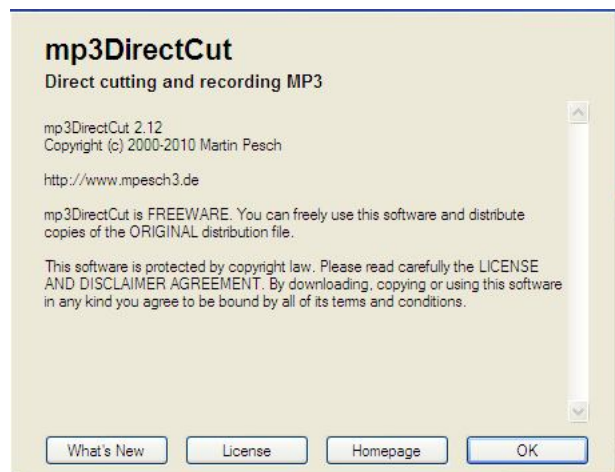 mp3DirectCut
Direct cutting and recording MP3
mp3DirectCut 2.12
Copyright (c) 2000-2010 Martin Pesch
http://www.mpesch3.de
mp3DirectCut is FREEWARE. You can freely use this software and distribute
copies of the ORIGINAL distribution file.
This software is protected by copyright law. Please read carefully the LICENSE
AND DISCLAIMER AGREEMENT. By downloading, copying or using this software
in any kind you agree to be bound by all of its terms and conditions.
What's New License Homepage OK